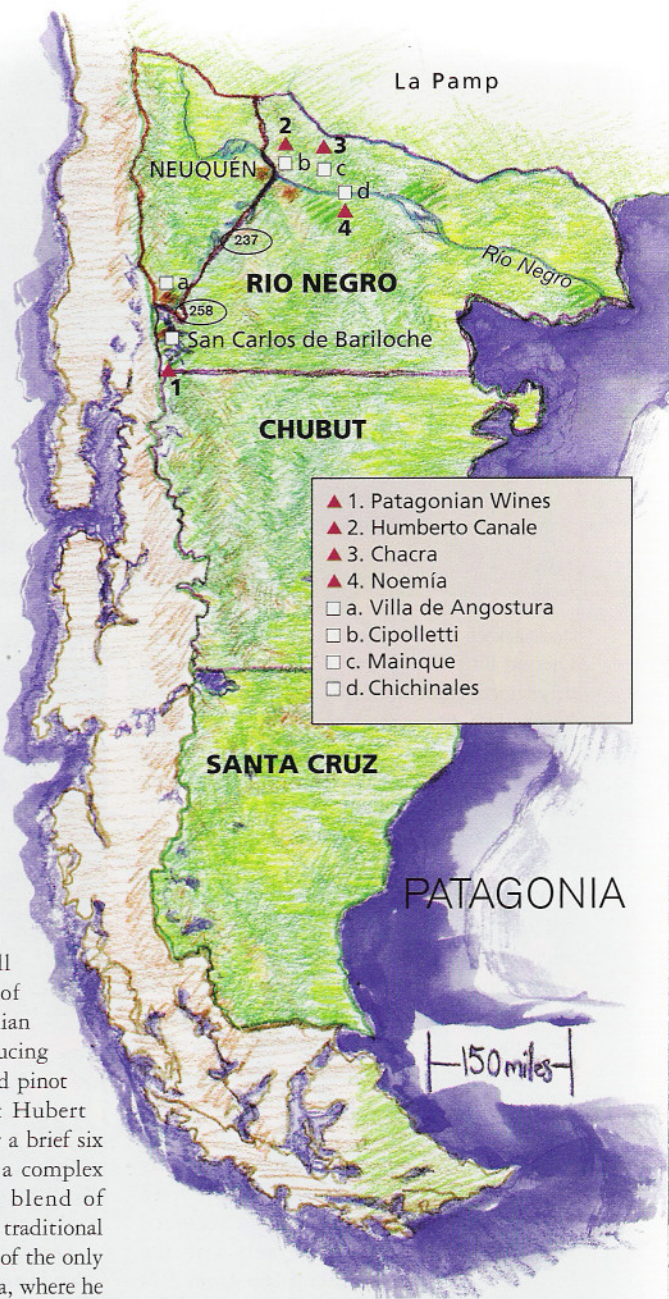 La Pamp
2
3
b
c
NEUQUÉN
d
4
237
Río Negro
RIO NEGRO
a
258
San Carlos de Bariloche
1
CHUBUT
1. Patagonian Wines
2. Humberto Canale
3. Chacra
4. Noemía
a. Villa de Angostura
b. Cipolletti
c. Mainque
d. Chichinales
SANTA CRUZ
PATAGONIA
150 miles
ll
of
ian
ucing
d pinot
Hubert
a brief six
a complex
blend of
traditional
of the only
a, where he